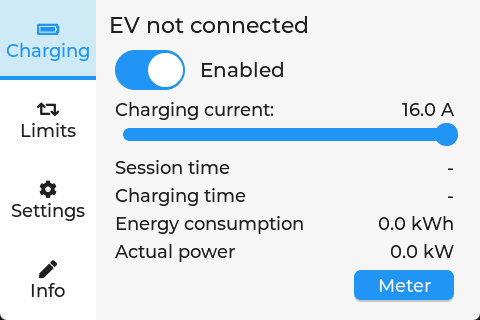 Charging
Limits
Settings
Info
EV not connected
Enabled
Charging current: 16.0 A
Session time -
Charging time -
Energy consumption 0.0 kWh
Actual power 0.0 kW
Meter